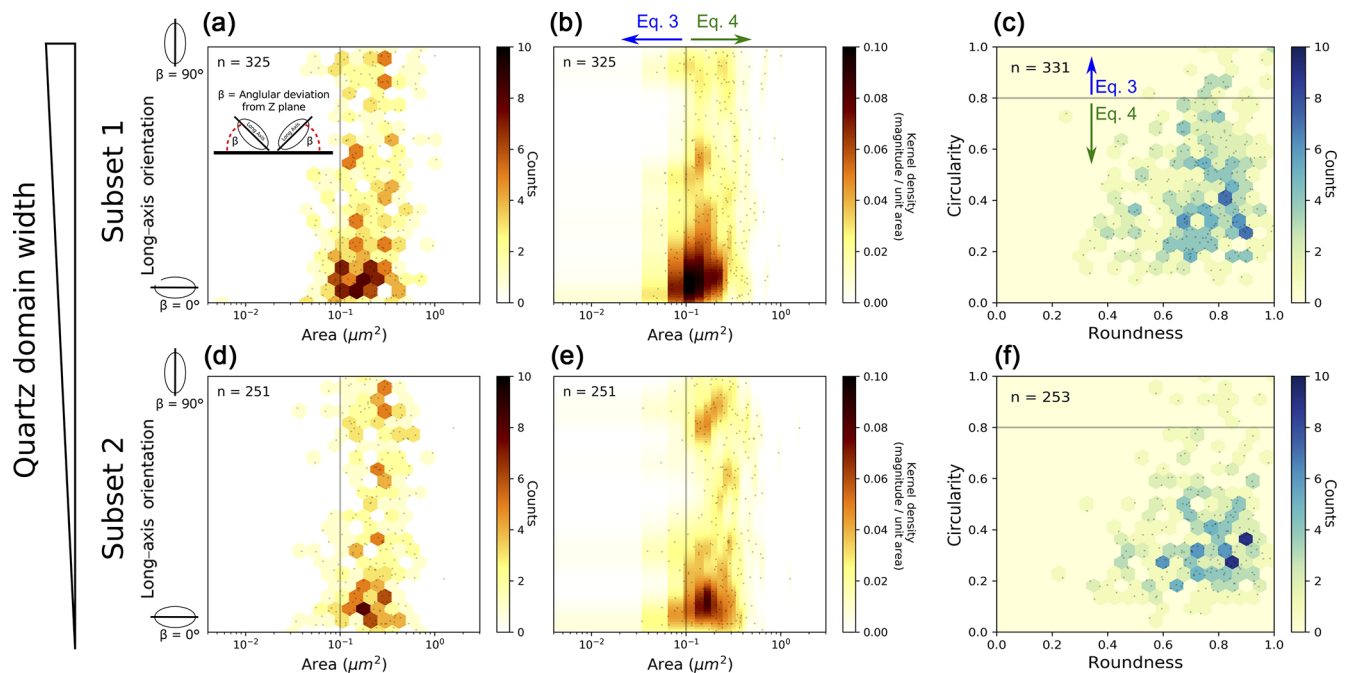 Quartz domain width
Subset 1
Subset 2
(a)
β = 90°
Long-axis orientation
β = 0°
n = 325
β = Angular deviation
from Z plane
Long Axis
Long Axis
β
β
10⁻²
10⁻¹
10⁰
Area (μm²)
10
8
6
4
2
0
Counts
(b)
Eq. 3
Eq. 4
n = 325
10⁻²
10⁻¹
10⁰
Area (μm²)
0.10
0.08
0.06
0.04
0.02
0.00
Kernel density
(magnitude / unit area)
(c)
n = 331
Eq. 3
Eq. 4
Circularity
1.0
0.8
0.6
0.4
0.2
0.0
0.0
0.2
0.4
0.6
0.8
1.0
Roundness
10
8
6
4
2
0
Counts
(d)
β = 90°
Long-axis orientation
β = 0°
n = 251
10⁻²
10⁻¹
10⁰
Area (μm²)
10
8
6
4
2
0
Counts
(e)
n = 251
10⁻²
10⁻¹
10⁰
Area (μm²)
0.10
0.08
0.06
0.04
0.02
0.00
Kernel density
(magnitude / unit area)
(f)
n = 253
Circularity
1.0
0.8
0.6
0.4
0.2
0.0
0.0
0.2
0.4
0.6
0.8
1.0
Roundness
10
8
6
4
2
0
Counts